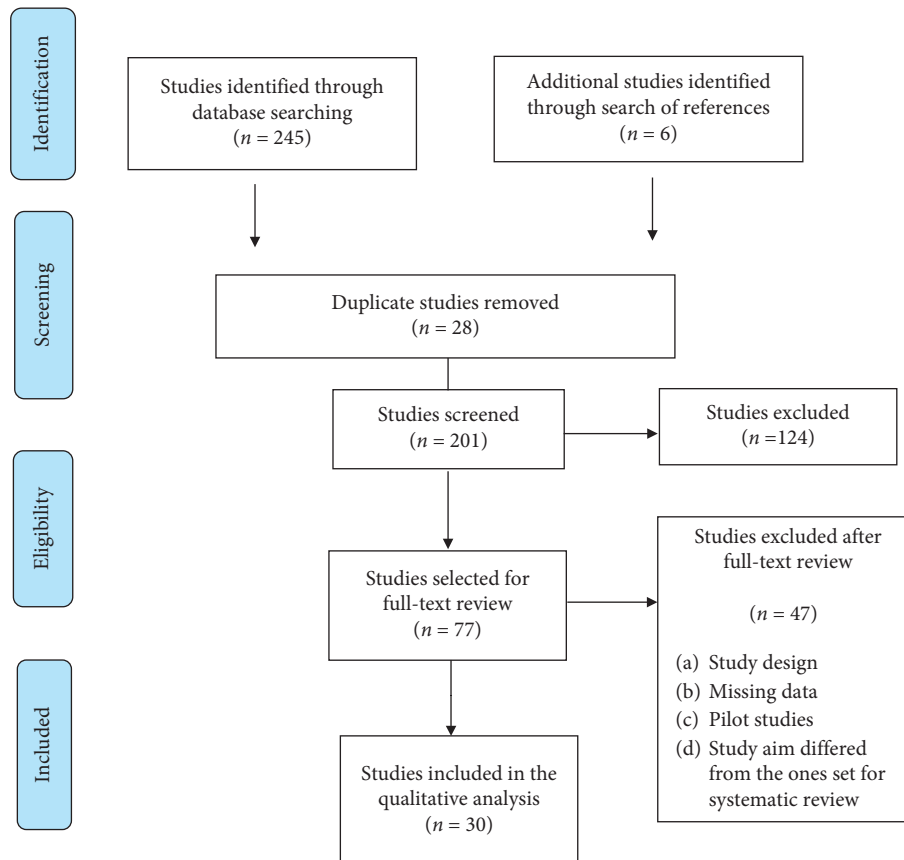 Identification
Studies identified through
database searching
(n = 245)
Additional studies identified
through search of references
(n = 6)
Screening
Duplicate studies removed
(n = 28)
Studies screened
(n = 201)
Studies excluded
(n =124)
Eligibility
Studies selected for
full-text review
(n = 77)
Studies excluded after
full-text review
(n = 47)
(a) Study design
(b) Missing data
(c) Pilot studies
(d) Study aim differed
from the ones set for
systematic review
Included
Studies included in the
qualitative analysis
(n = 30)